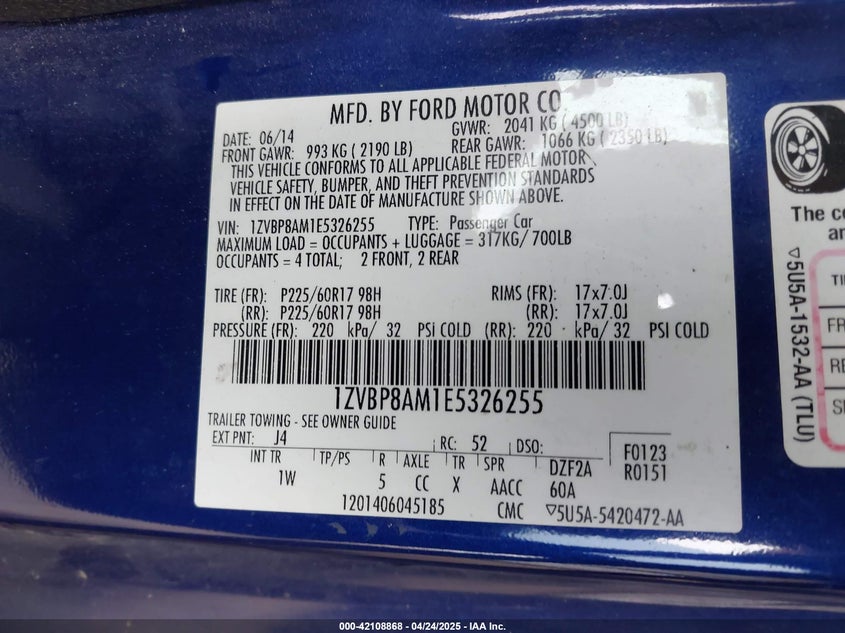 MFD. BY FORD MOTOR CO.
DATE: 06/14 GVWR: 2041 KG ( 4500 LB)
FRONT GAWR: 993 KG ( 2190 LB) REAR GAWR: 1066 KG ( 2350 LB)
THIS VEHICLE CONFORMS TO ALL APPLICABLE FEDERAL MOTOR
VEHICLE SAFETY, BUMPER, AND THEFT PREVENTION STANDARDS
IN EFFECT ON THE DATE OF MANUFACTURE SHOWN ABOVE.
VIN: 1ZVBP8AM1E5326255 TYPE: Passenger Car
MAXIMUM LOAD = OCCUPANTS + LUGGAGE = 317KG/ 700LB
OCCUPANTS = 4 TOTAL; 2 FRONT, 2 REAR
TIRE (FR): P225/60R17 98H RIMS (FR): 17x7.0J
(RR): P225/60R17 98H (RR): 17x7.0J
PRESSURE (FR): 220 kPa/ 32 PSI COLD (RR): 220 kPa/ 32 PSI COLD
1ZVBP8AM1E5326255
TRAILER TOWING - SEE OWNER GUIDE
EXT PNT: J4 RC: 52 DSO: F0123
INT TR TP/PS R AXLE TR SPR DZF2A R0151
1W 5 CC X AACC 60A
1201406045185 CMC ▽5U5A-5420472-AA
The co
an
▽5U5A-1532-AA (TLU)
TI
FR
RE
000-42108868 - 04/24/2025 - IAA Inc.